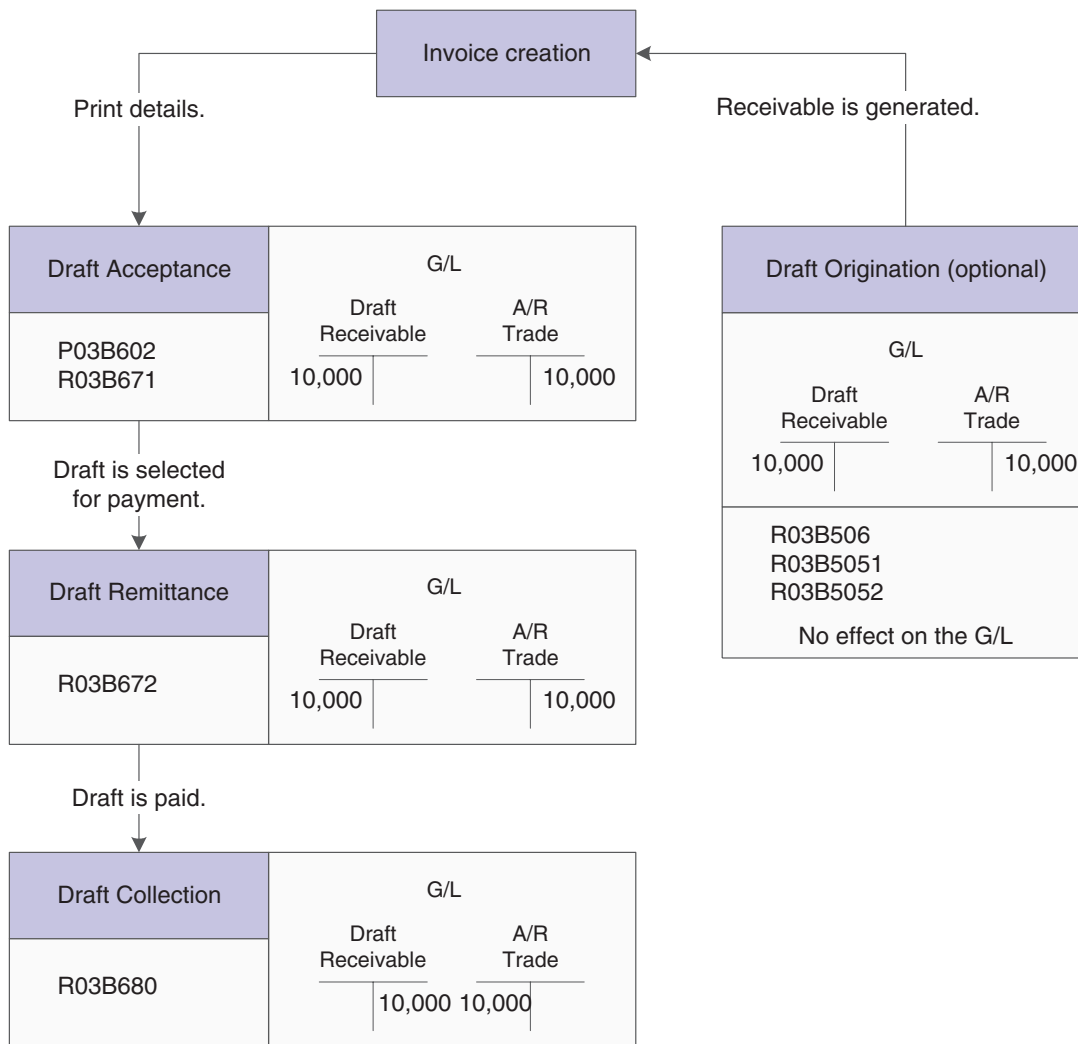 Invoice creation
Print details.
Receivable is generated.
Draft Acceptance
P03B602
R03B671
G/L
Draft
Receivable
A/R
Trade
10,000
10,000
Draft Origination (optional)
G/L
Draft
Receivable
A/R
Trade
10,000
10,000
R03B506
R03B5051
R03B5052
No effect on the G/L
Draft is selected
for payment.
Draft Remittance
R03B672
G/L
Draft
Receivable
A/R
Trade
10,000
10,000
Draft is paid.
Draft Collection
R03B680
G/L
Draft
Receivable
A/R
Trade
10,000
10,000